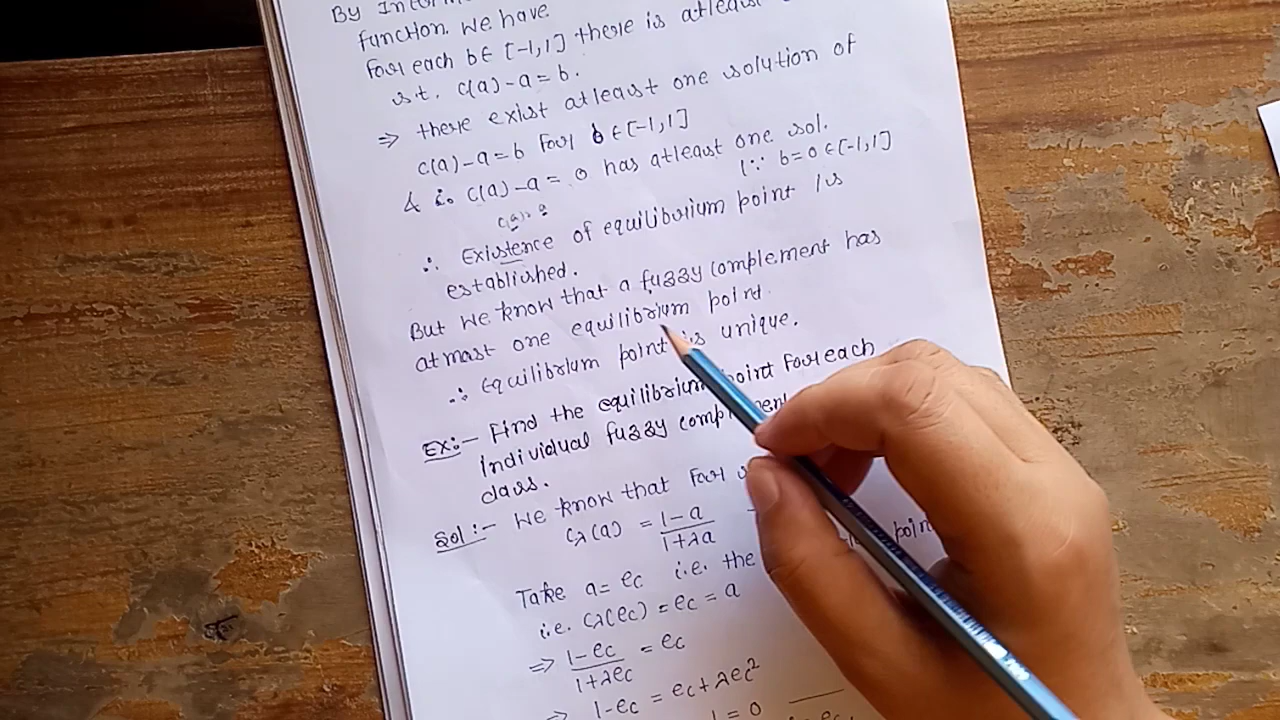 By
function. we have
for each b ∈ [-1,1] there is atleast
s.t. c(a)-a = b.
⇒ there exist atleast one solution of
c(a)-a = b for b ∈ [-1,1]
& ∴ c(a)-a = 0 has atleast one sol.
(∵ b=0 ∈ [-1,1]
c(a) = a
∴ Existence of equilibrium point is
established.
But we know that a fuzzy complement has
atmost one equilibrium point.
∴ Equilibrium point is unique.
Ex:- Find the equilibrium point for each
individual fuzzy
class.
Sol:- we know that for
cλ(a) = 1-a / 1+λa
Take a = ec i.e. the point
i.e. cλ(ec) = ec = a
⇒ 1-ec / 1+λec = ec
⇒ 1-ec = ec + λec²
= 0